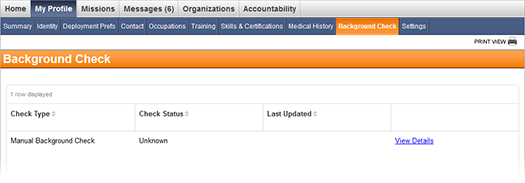 Home My Profile Missions Messages (6) Organizations Accountability
Summary Identity Deployment Prefs Contact Occupations Training Skills & Certifications Medical History Background Check Settings
PRINT VIEW
Background Check
1 row displayed
Check Type Check Status Last Updated
Manual Background Check Unknown View Details